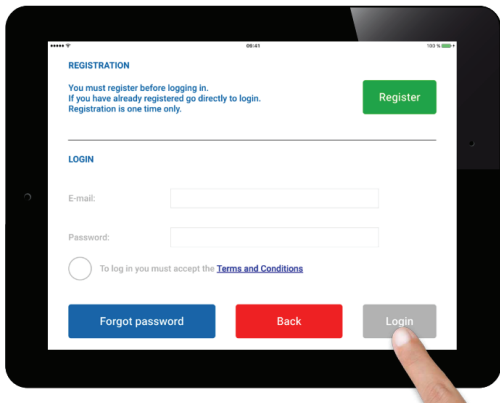 08:41
100 %
REGISTRATION
You must register before logging in.
If you have already registered go directly to login.
Registration is one time only.
Register
LOGIN
E-mail:
Password:
To log in you must accept the Terms and Conditions
Forgot password
Back
Login